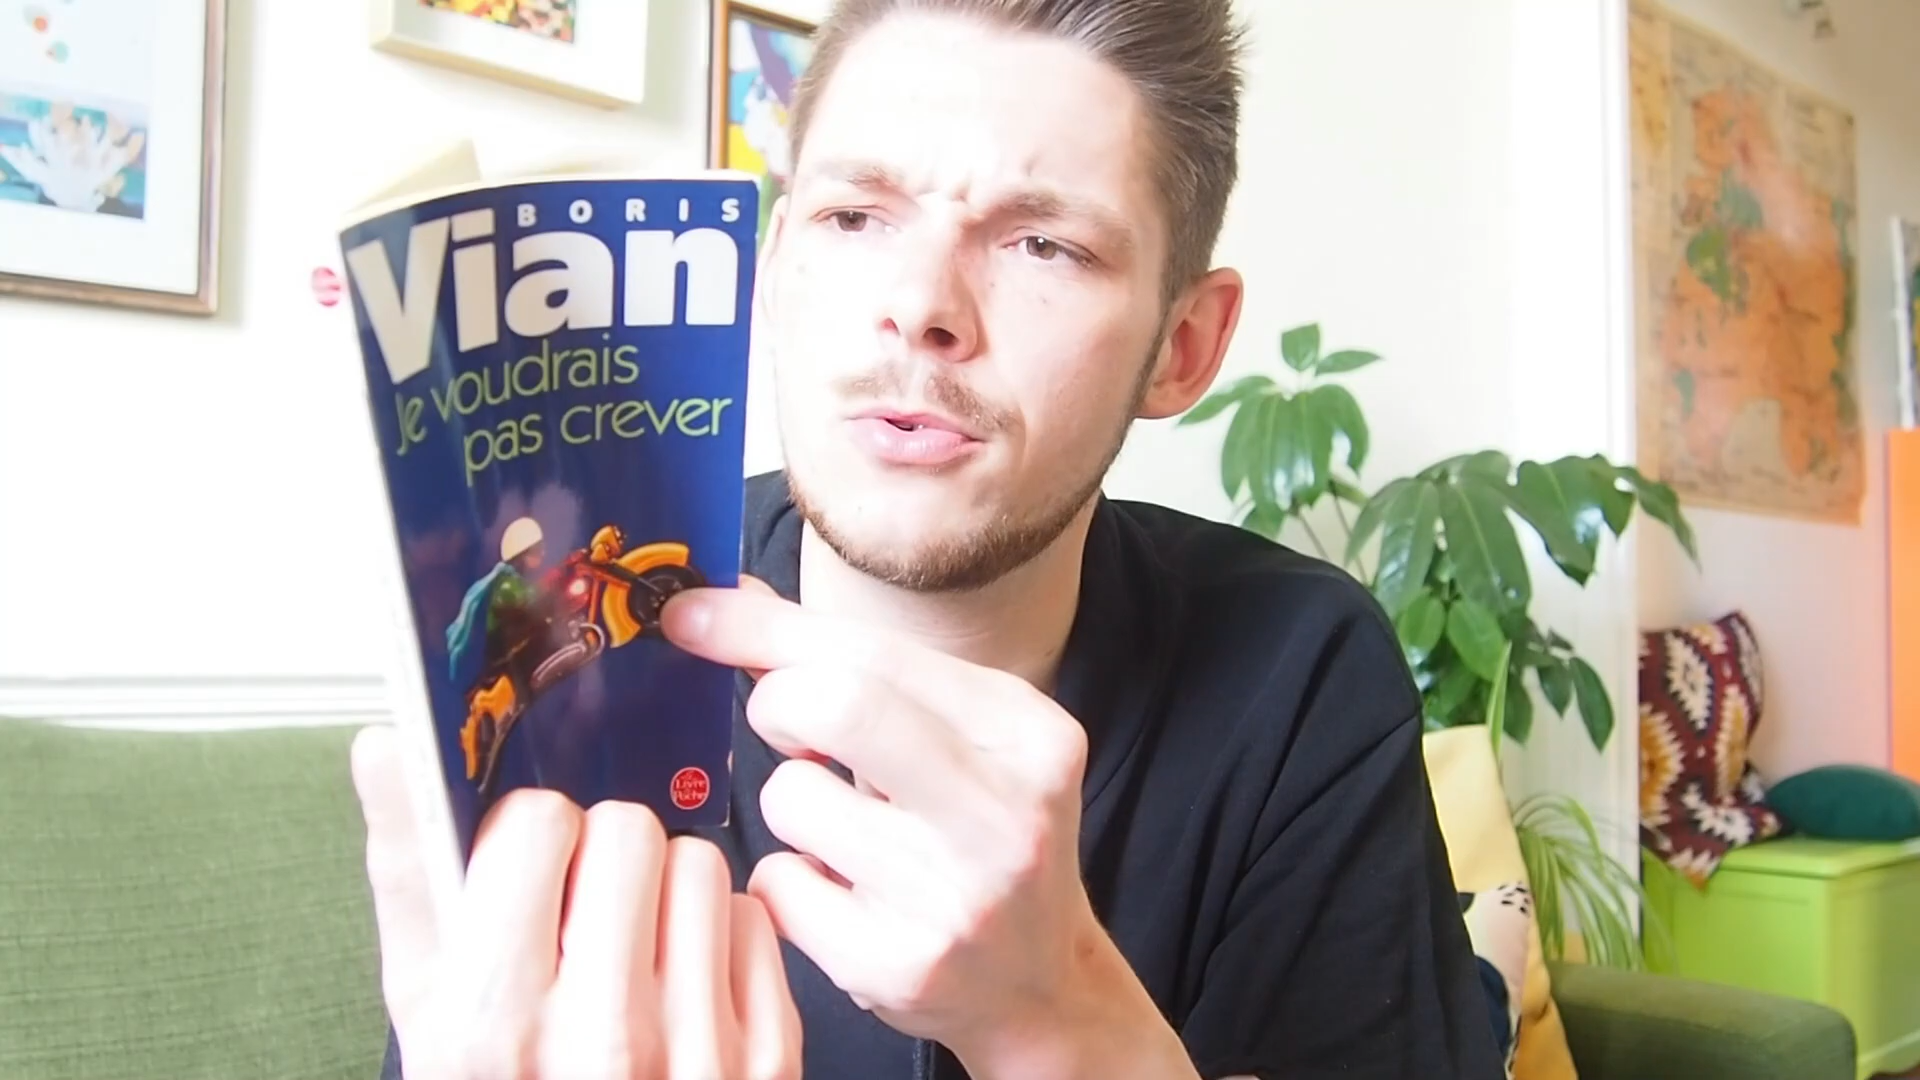 BORIS
Vian
Je voudrais
pas crever
Le
Livre
de
Poche